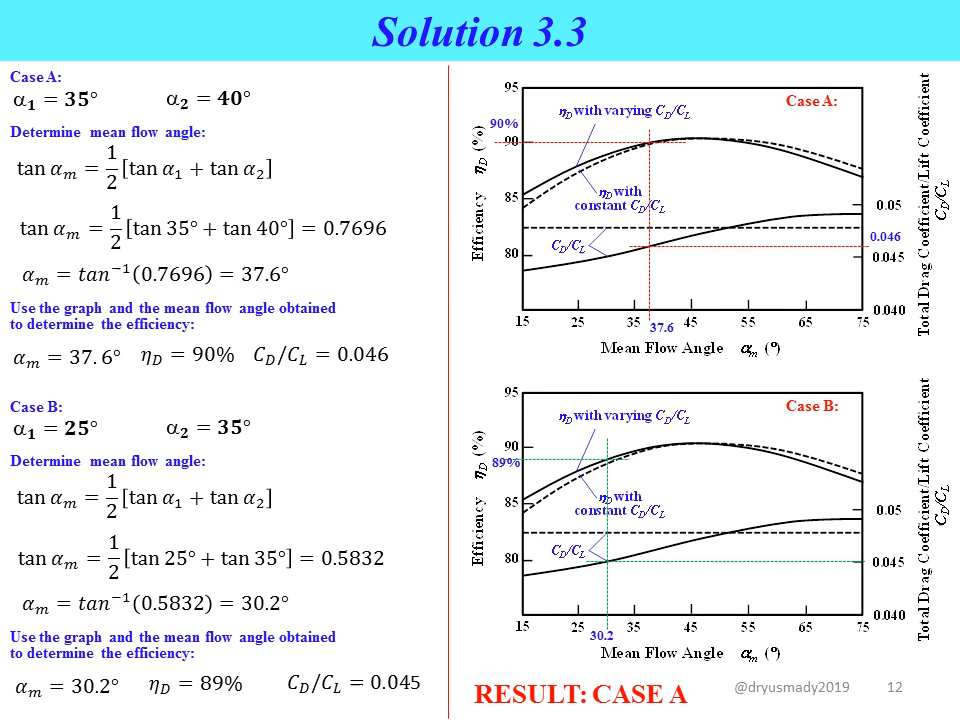 Solution 3.3
Case A:
α₁ = 35° α₂ = 40°
Determine mean flow angle:
tan αₘ = 1/2 [tan α₁ + tan α₂]
tan αₘ = 1/2 [tan 35° + tan 40°] = 0.7696
αₘ = tan⁻¹(0.7696) = 37.6°
Use the graph and the mean flow angle obtained
to determine the efficiency:
αₘ = 37.6° η_D = 90% C_D/C_L = 0.046
Case B:
α₁ = 25° α₂ = 35°
Determine mean flow angle:
tan αₘ = 1/2 [tan α₁ + tan α₂]
tan αₘ = 1/2 [tan 25° + tan 35°] = 0.5832
αₘ = tan⁻¹(0.5832) = 30.2°
Use the graph and the mean flow angle obtained
to determine the efficiency:
αₘ = 30.2° η_D = 89% C_D/C_L = 0.045
Case A:
η_D with varying C_D/C_L
η_D with
constant C_D/C_L
C_D/C_L
Efficiency η_D (%)
95
90%
90
85
80
0.05
0.046
0.045
0.040
Total Drag Coefficient/Lift Coefficient
C_D/C_L
15 25 35 45 55 65 75
37.6
Mean Flow Angle αₘ (°)
Case B:
η_D with varying C_D/C_L
η_D with
constant C_D/C_L
C_D/C_L
Efficiency η_D (%)
95
90
89%
85
80
0.05
0.045
0.040
Total Drag Coefficient/Lift Coefficient
C_D/C_L
15 25 35 45 55 65 75
30.2
Mean Flow Angle αₘ (°)
RESULT: CASE A
@dryusmady2019 12